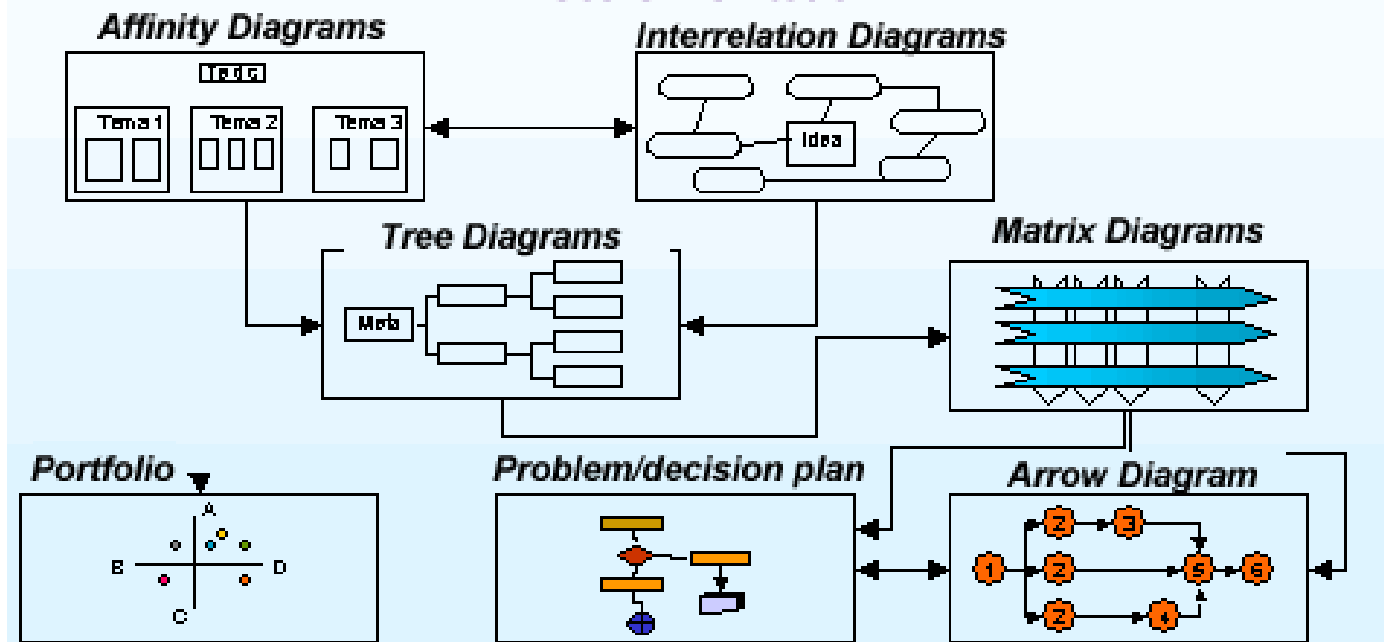 Affinity Diagrams
Interrelation Diagrams
Tema 1
Tema 2
Tema 3
Idea
Tree Diagrams
Matrix Diagrams
Meta
Portfolio
Problem/decision plan
Arrow Diagram
A
B
D
C
2
3
1
2
5
6
2
4